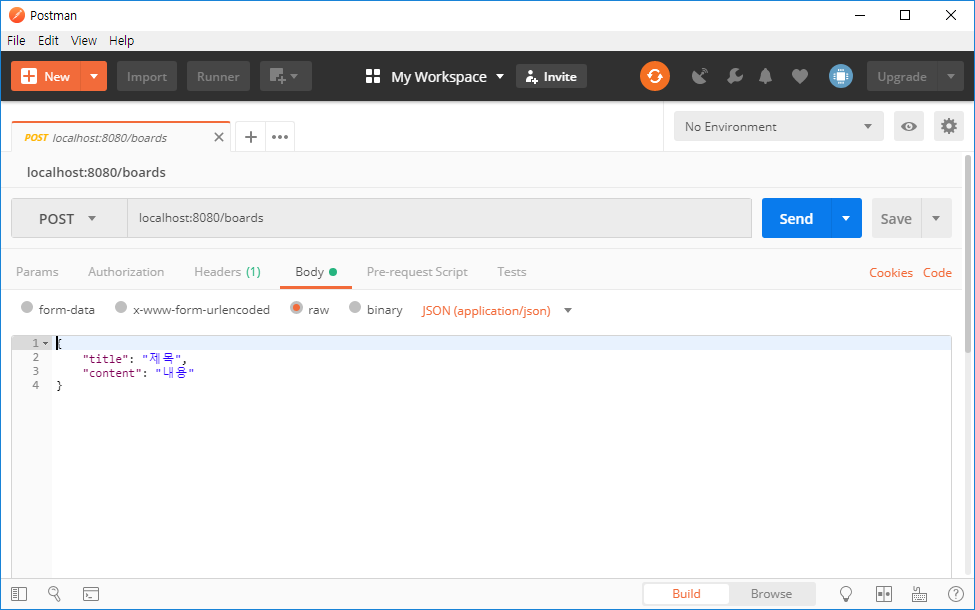 Postman
File Edit View Help
New Import Runner My Workspace Invite Upgrade
POST localhost:8080/boards No Environment
localhost:8080/boards
POST localhost:8080/boards Send Save
Params Authorization Headers (1) Body Pre-request Script Tests Cookies Code
form-data x-www-form-urlencoded raw binary JSON (application/json)
1 {
2 "title": "제목",
3 "content": "내용"
4 }
Build Browse